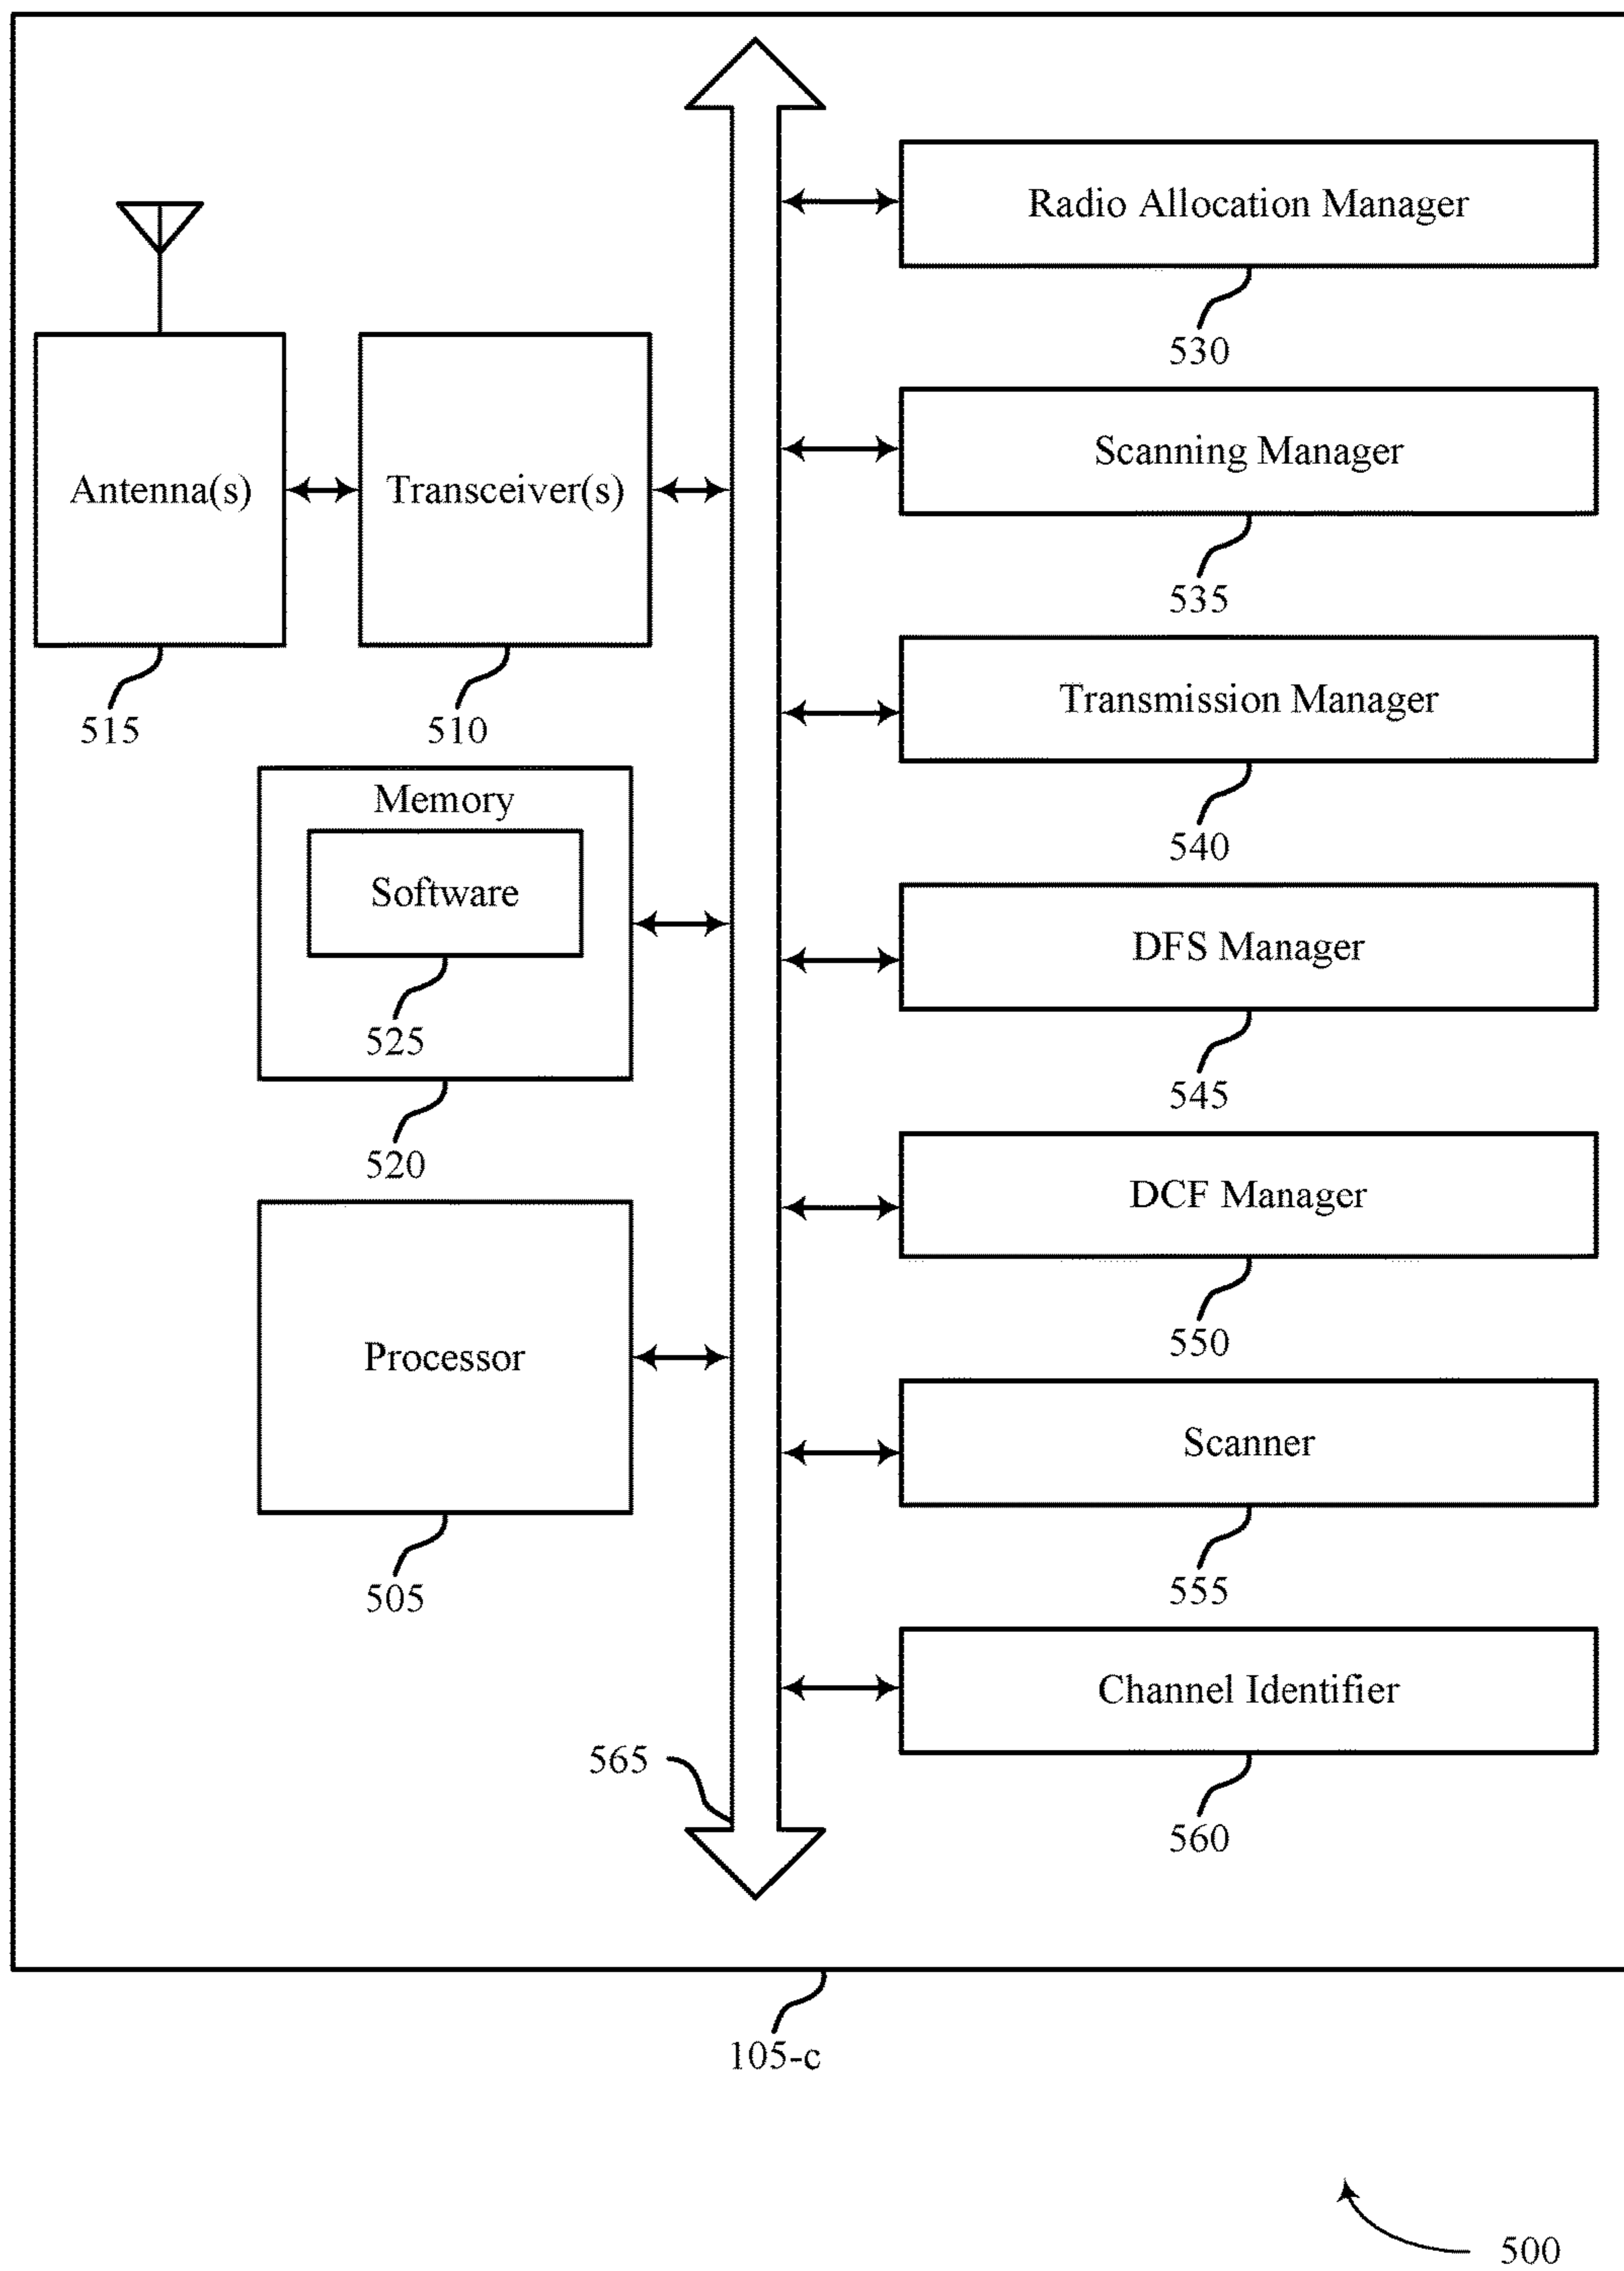 Radio Allocation Manager
530
Antenna(s)
515
Transceiver(s)
510
Scanning Manager
535
Transmission Manager
540
Memory
Software
525
520
DFS Manager
545
DCF Manager
550
Processor
505
Scanner
555
Channel Identifier
560
565
105-c
500